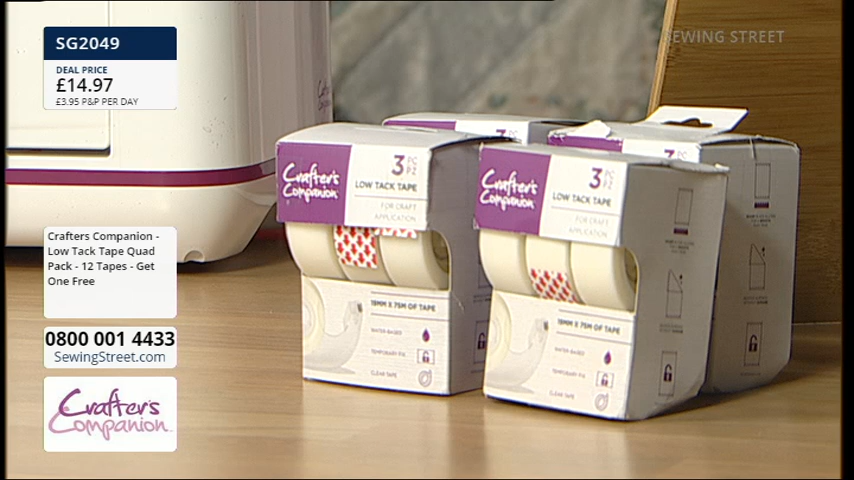 SG2049
DEAL PRICE
£14.97
£3.95 P&P PER DAY
Crafters Companion -
Low Tack Tape Quad
Pack - 12 Tapes - Get
One Free
0800 001 4433
SewingStreet.com
Crafter's
Companion
SEWING STREET
Crafter's
Companion
3 PC
PZ
LOW TACK TAPE
FOR CRAFT
APPLICATION
19MM X 75M OF TAPE
WATER-BASED
TEMPORARY FIX
CLEAR TAPE
Crafter's
Companion
3 PC
PZ
LOW TACK TAPE
FOR CRAFT
APPLICATION
19MM X 75M OF TAPE
WATER-BASED
TEMPORARY FIX
CLEAR TAPE
3
3